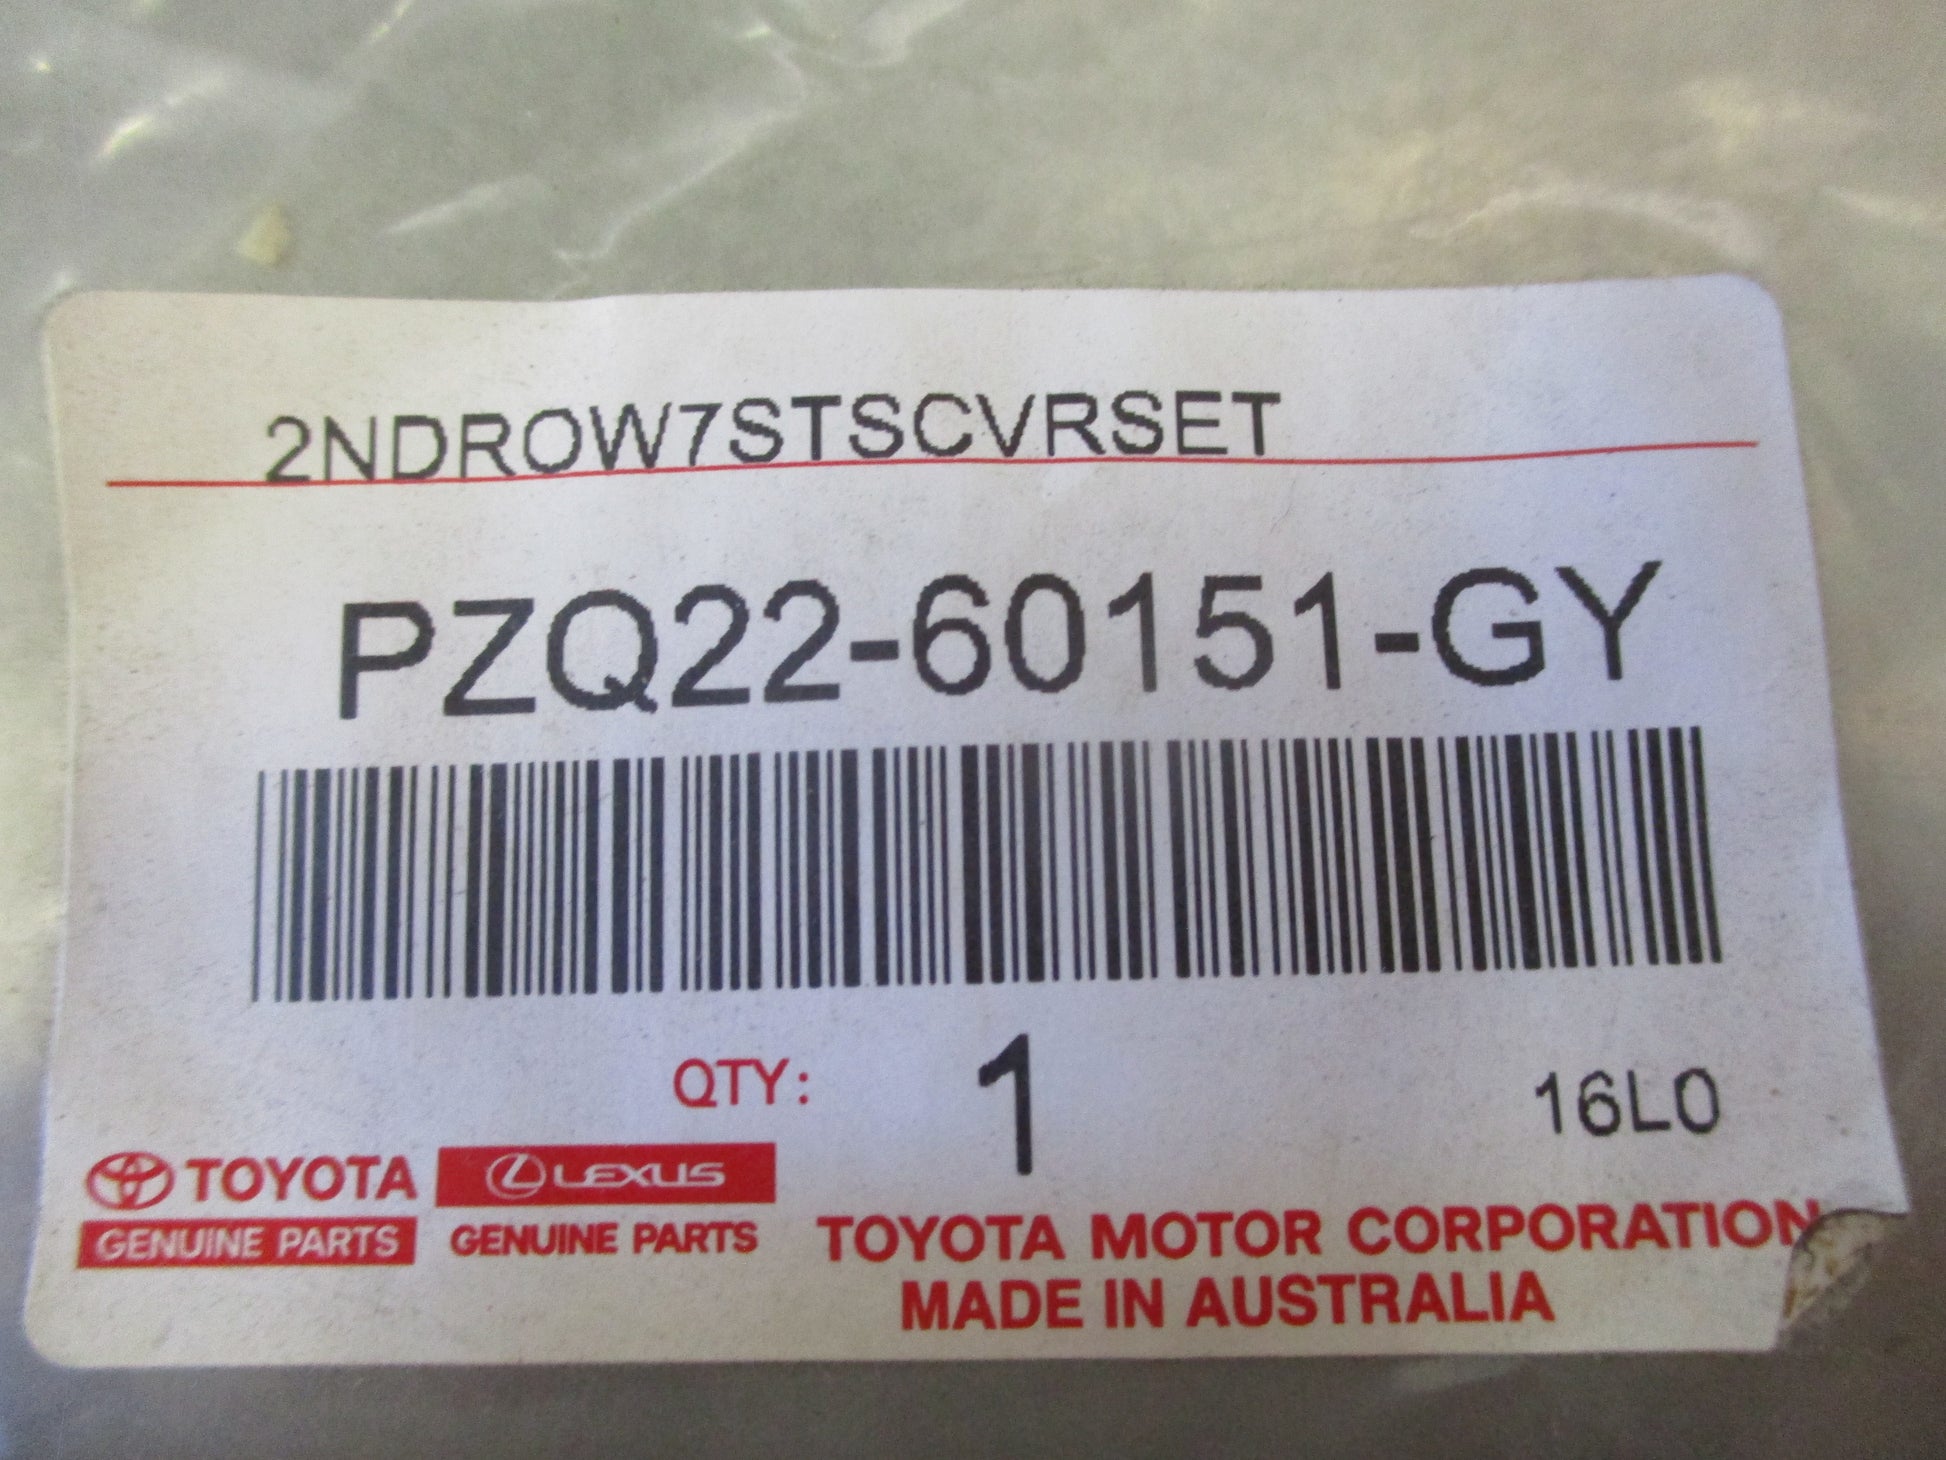 2NDROW7STSCVRSET
PZQ22-60151-GY
QTY: 1 16L0
TOYOTA LEXUS
GENUINE PARTS GENUINE PARTS
TOYOTA MOTOR CORPORATION
MADE IN AUSTRALIA